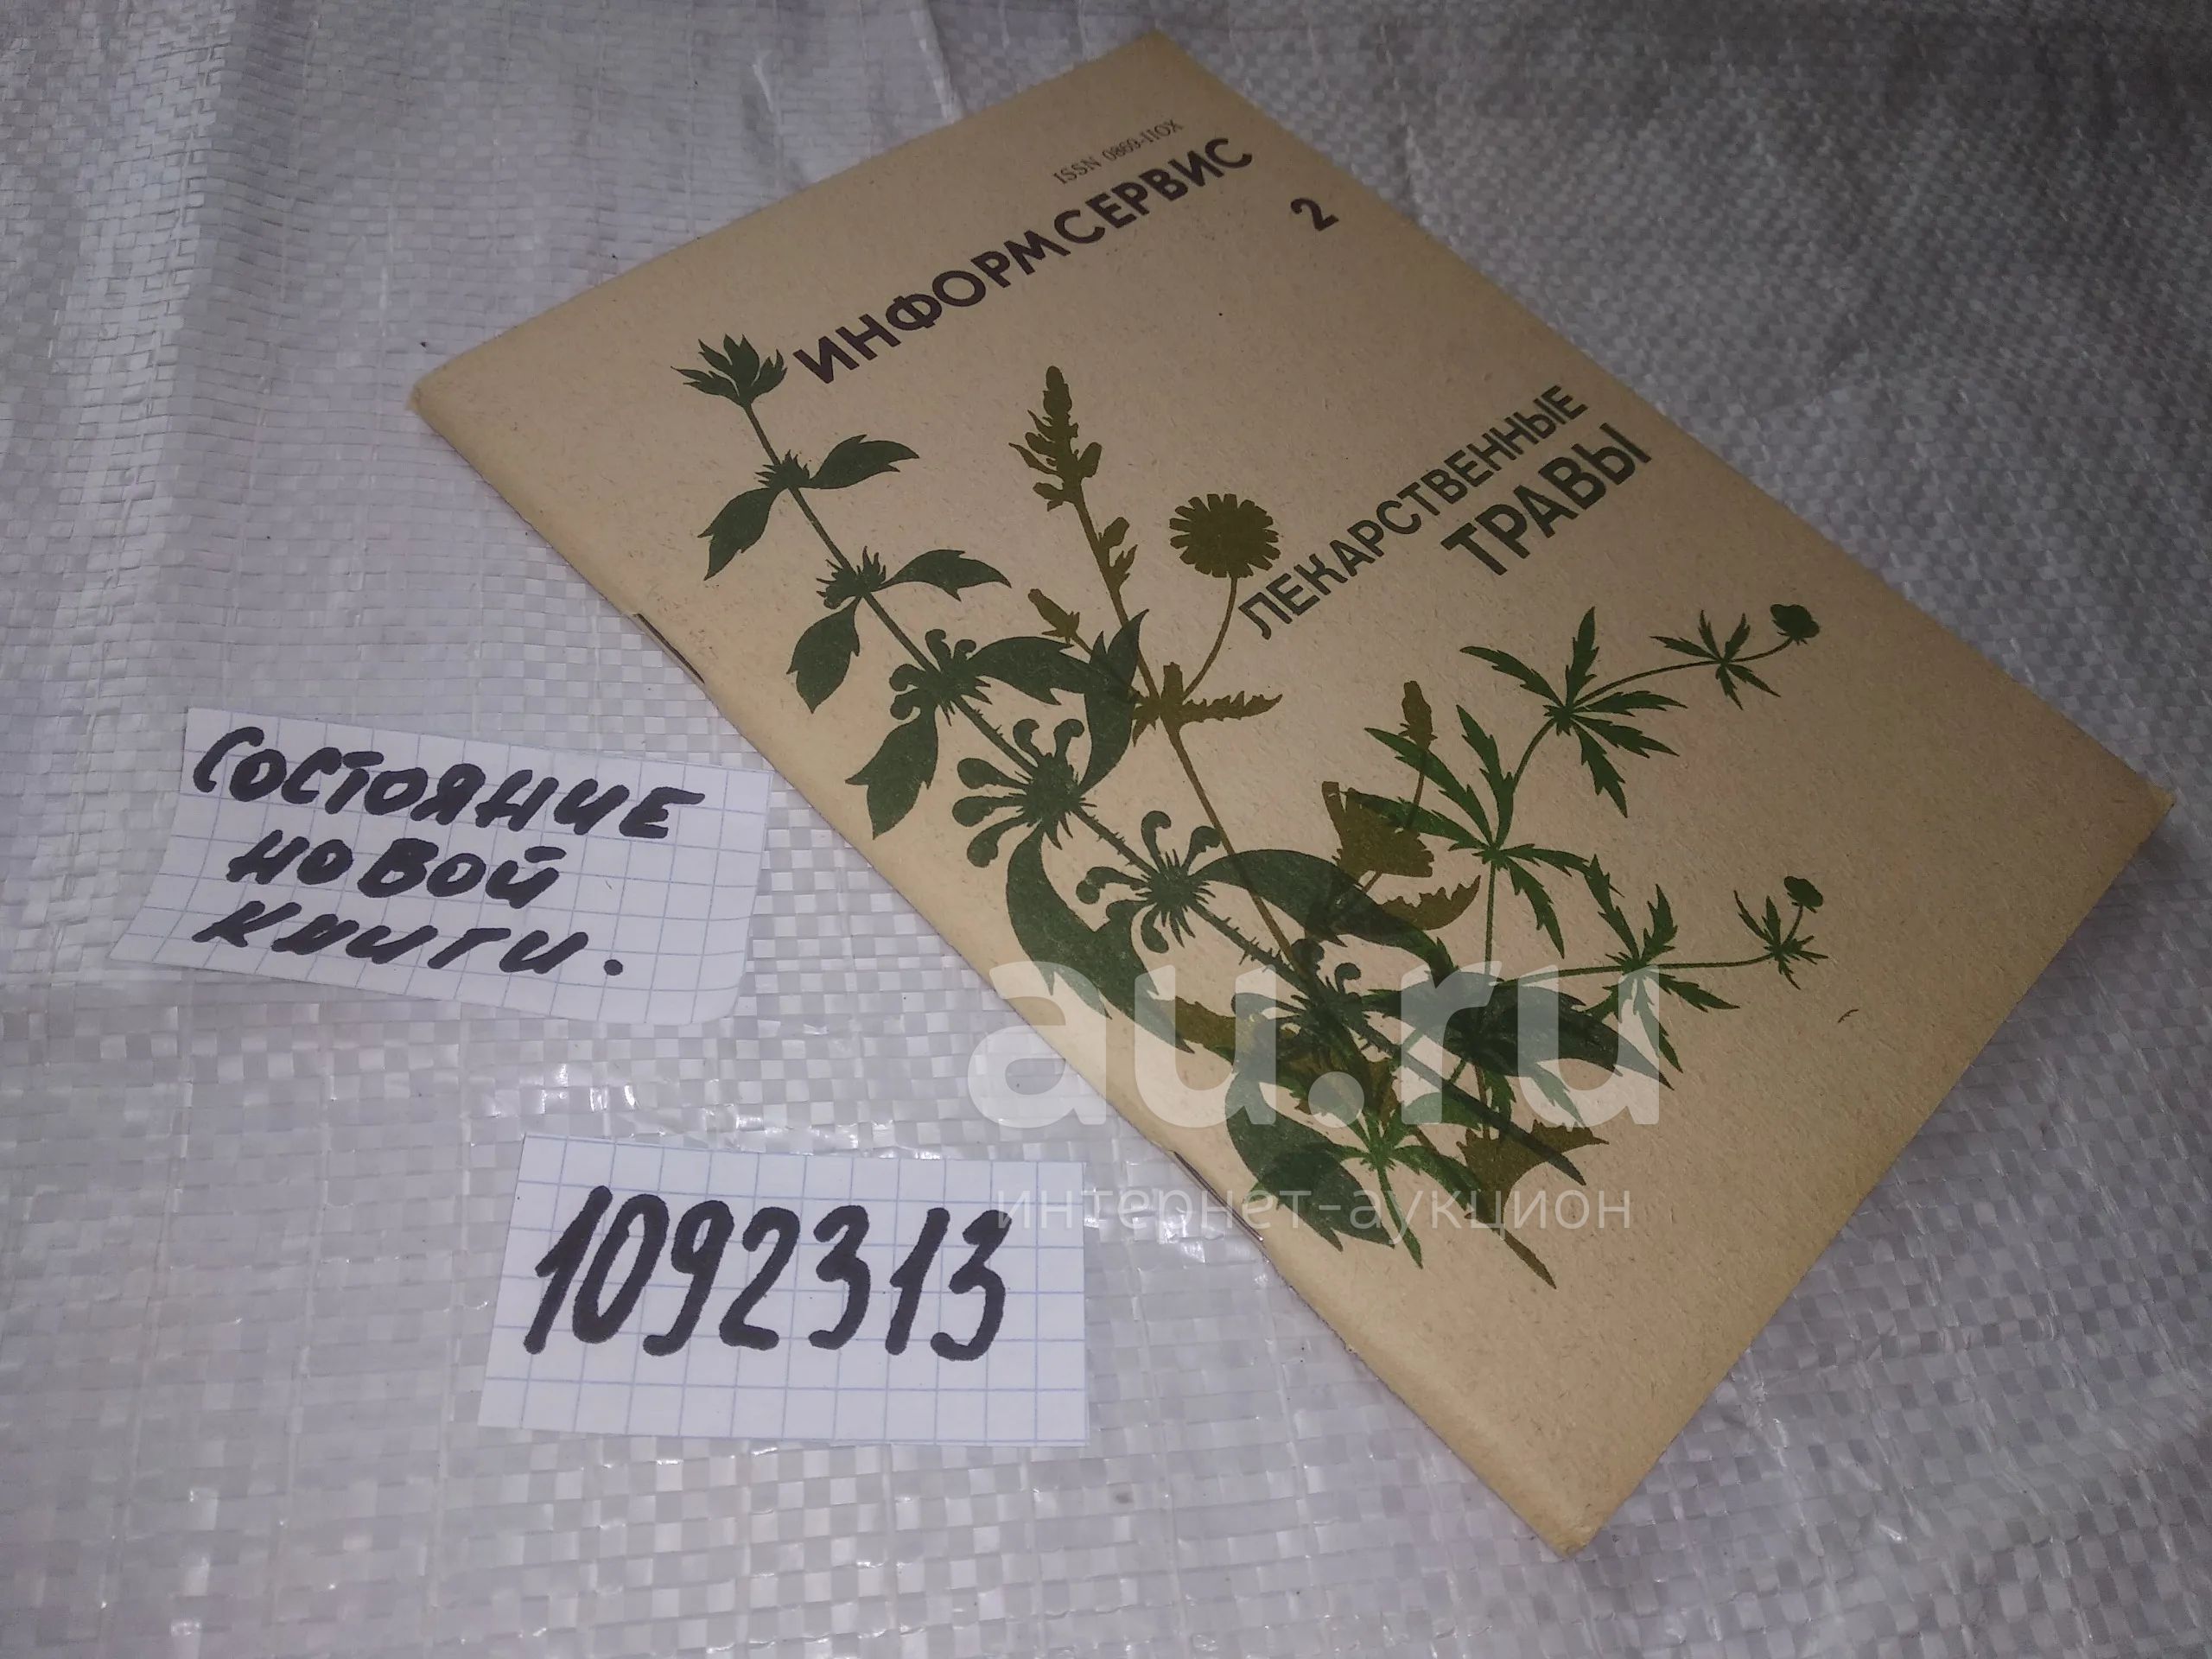 ISSN 0869-110X
ИНФОРМСЕРВИС
2
ЛЕКАРСТВЕННЫЕ
ТРАВЫ
СОСТОЯНИЕ
НОВОЙ
КНИГИ.
1092313
au.ru
интернет-аукцион